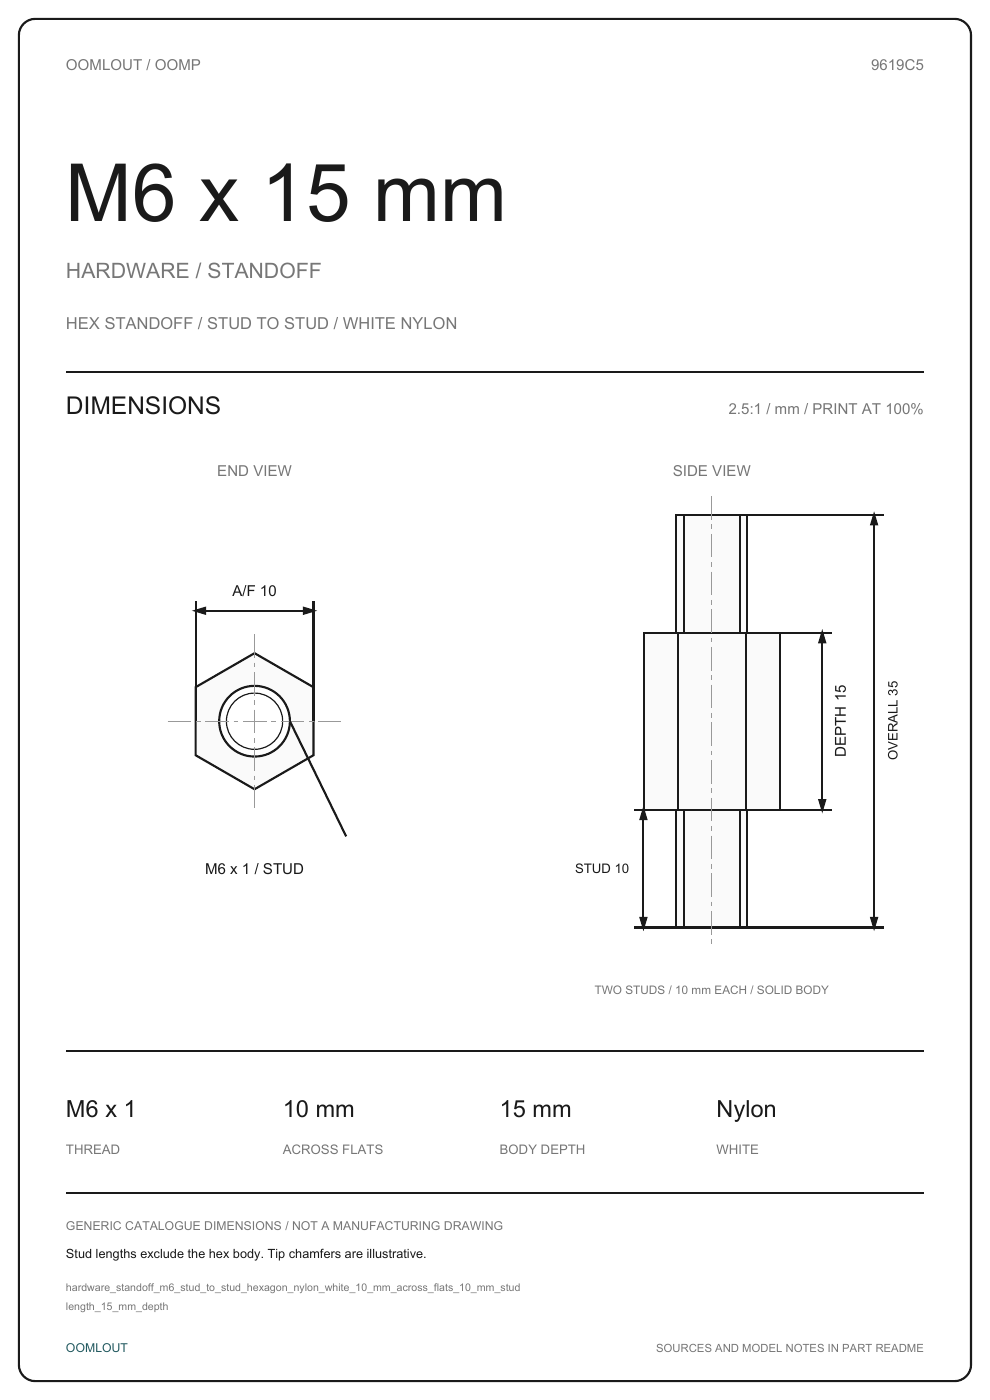 OOMLOUT / OOMP
9619C5
M6 x 15 mm
HARDWARE / STANDOFF
HEX STANDOFF / STUD TO STUD / WHITE NYLON
DIMENSIONS
2.5:1 / mm / PRINT AT 100%
END VIEW
SIDE VIEW
A/F 10
M6 x 1 / STUD
DEPTH 15
OVERALL 35
STUD 10
TWO STUDS / 10 mm EACH / SOLID BODY
M6 x 1
THREAD
10 mm
ACROSS FLATS
15 mm
BODY DEPTH
Nylon
WHITE
GENERIC CATALOGUE DIMENSIONS / NOT A MANUFACTURING DRAWING
Stud lengths exclude the hex body. Tip chamfers are illustrative.
hardware_standoff_m6_stud_to_stud_hexagon_nylon_white_10_mm_across_flats_10_mm_stud
length_15_mm_depth
OOMLOUT
SOURCES AND MODEL NOTES IN PART README